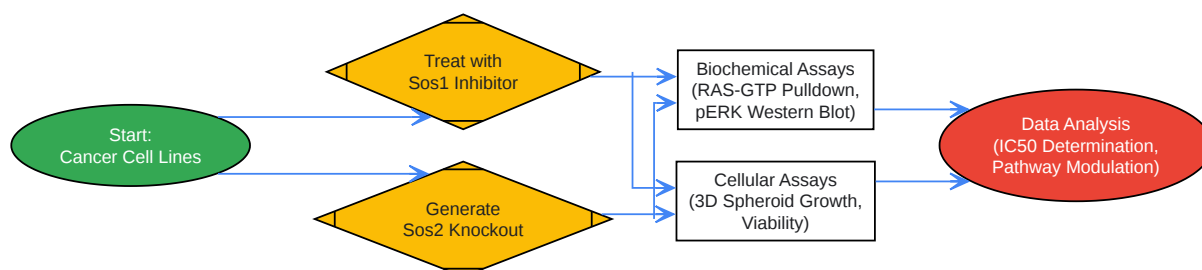 Start:
Cancer Cell Lines
Treat with
Sos1 Inhibitor
Generate
Sos2 Knockout
Biochemical Assays
(RAS-GTP Pulldown,
pERK Western Blot)
Cellular Assays
(3D Spheroid Growth,
Viability)
Data Analysis
(IC50 Determination,
Pathway Modulation)